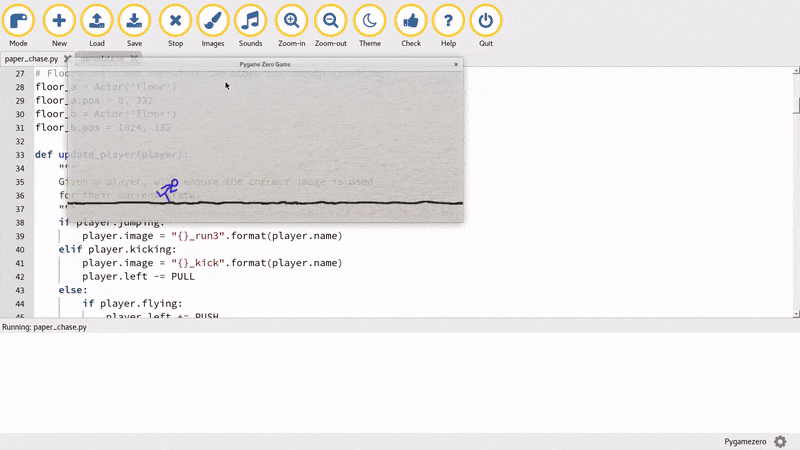 Mode New Load Save Stop Images Sounds Zoom-in Zoom-out Theme Check Help Quit
paper_chase.py
Pygame Zero Game
27 # Floor
28 floor_a = Actor('floor')
29 floor_a.pos = 0, 332
30 floor_b = Actor('floor')
31 floor_b.pos = 1024, 332
32
33 def update_player(player):
34 """
35 Given a player, will ensure the correct image is used
36 for their current state.
37 """
38 if player.jumping:
39 player.image = "{}_run3".format(player.name)
40 elif player.kicking:
41 player.image = "{}_kick".format(player.name)
42 player.left -= PULL
43 else:
44 if player.flying:
45 player.left += PUSH
Running: paper_chase.py
Pygamezero